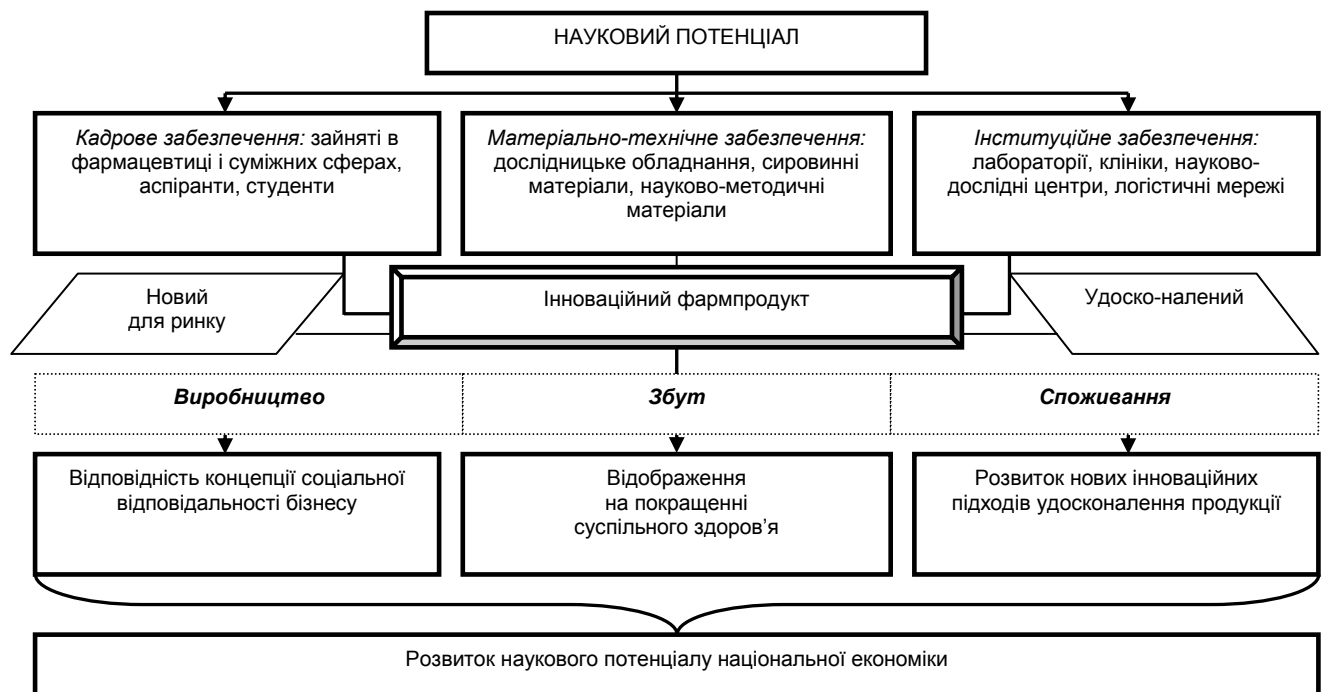 НАУКОВИЙ ПОТЕНЦІАЛ
Кадрове забезпечення: зайняті в
фармацевтиці і суміжних сферах,
аспіранти, студенти
Матеріально-технічне забезпечення:
дослідницьке обладнання, сировинні
матеріали, науково-методичні
матеріали
Інституційне забезпечення:
лабораторії, клініки, науково-
дослідні центри, логістичні мережі
Новий
для ринку
Інноваційний фармпродукт
Удоско-налений
Виробництво
Збут
Споживання
Відповідність концепції соціальної
відповідальності бізнесу
Відображення
на покращенні
суспільного здоров’я
Розвиток нових інноваційних
підходів удосконалення продукції
Розвиток наукового потенціалу національної економіки